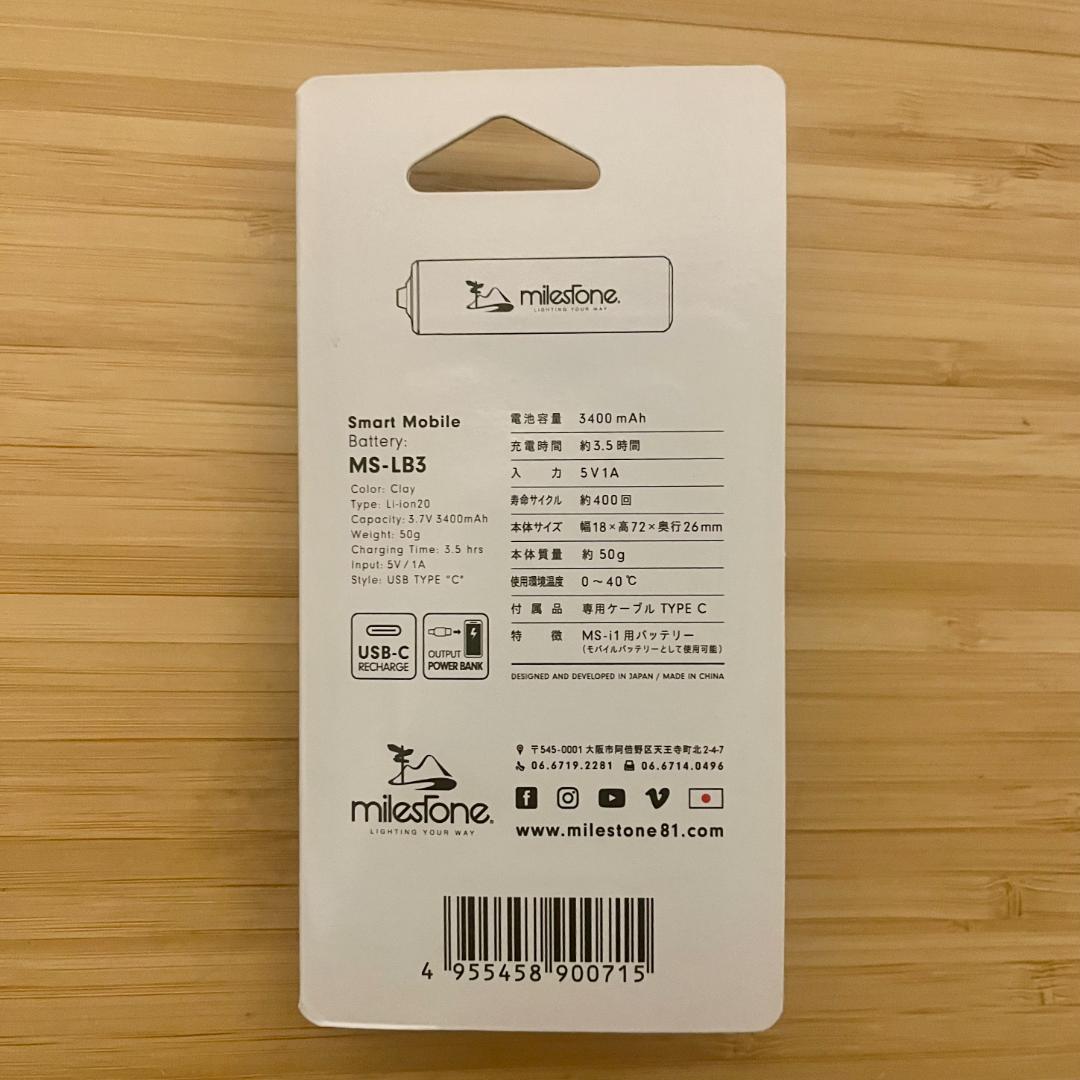 milestone.
LIGHTING YOUR WAY
Smart Mobile
Battery:
MS-LB3
Color: Clay
Type: Li-ion20
Capacity: 3.7V 3400mAh
Weight: 50g
Charging Time: 3.5 hrs
Input: 5V / 1A
Style: USB TYPE "C"
USB-C
RECHARGE
OUTPUT
POWER BANK
電池容量 3400mAh
充電時間 約3.5時間
入力 5V1A
寿命サイクル 約400回
本体サイズ 幅18×高72×奥行26mm
本体質量 約50g
使用環境温度 0～40℃
付属品 専用ケーブル TYPE C
特徴 MS-i1用バッテリー
(モバイルバッテリーとして使用可能)
DESIGNED AND DEVELOPED IN JAPAN / MADE IN CHINA
milestone.
LIGHTING YOUR WAY
〒545-0001 大阪市阿倍野区天王寺町北2-4-7
06.6719.2281 06.6714.0496
www.milestone81.com
4 955458 900715